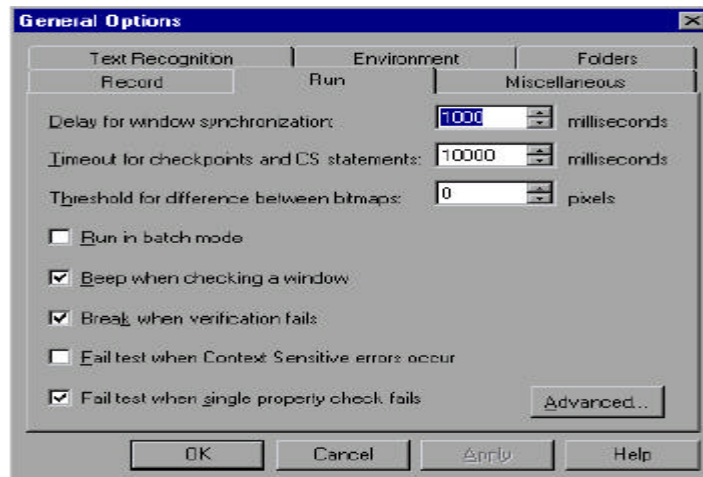 General Options
Text Recognition Environment Folders
Record Run Miscellaneous
Delay for window synchronization: 1000 milliseconds
Timeout for checkpoints and CS statements: 10000 milliseconds
Threshold for difference between bitmaps: 0 pixels
Run in batch mode
Beep when checking a window
Break when verification fails
Fail test when Context Sensitive errors occur
Fail test when single property check fails
Advanced...
OK Cancel Apply Help